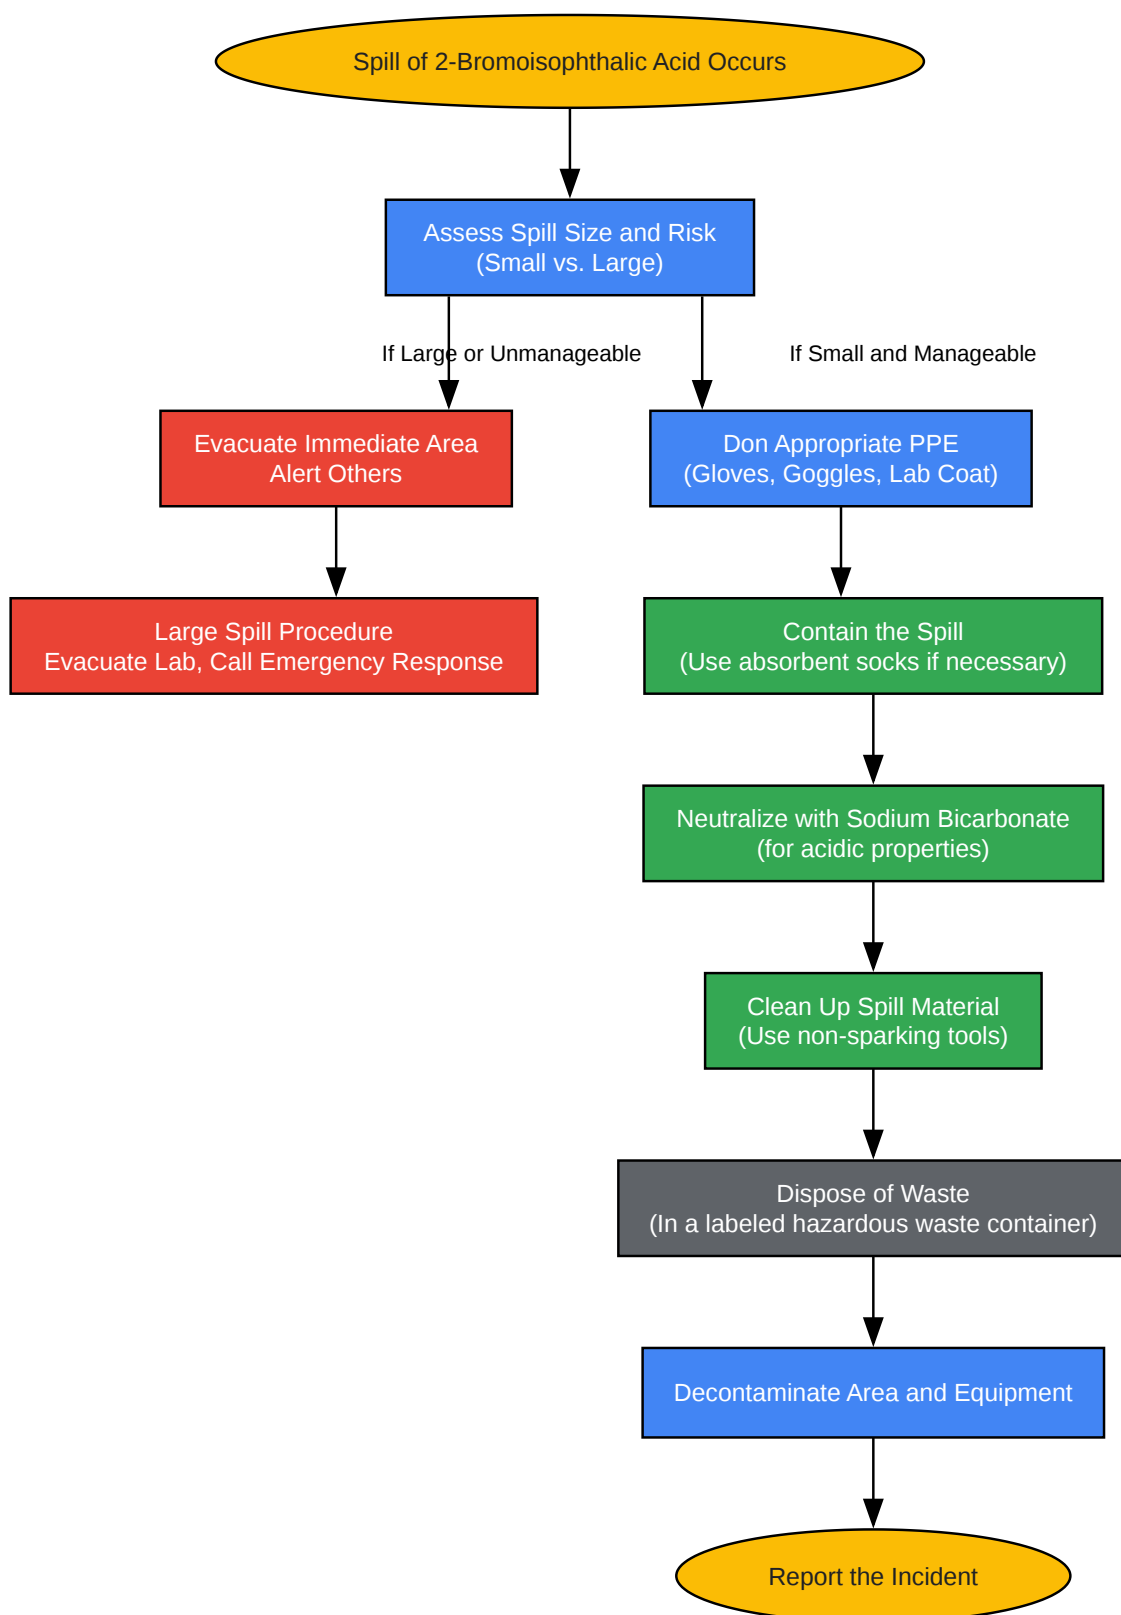 Spill of 2-Bromoisophthalic Acid Occurs
Assess Spill Size and Risk
(Small vs. Large)
If Large or Unmanageable
If Small and Manageable
Evacuate Immediate Area
Alert Others
Don Appropriate PPE
(Gloves, Goggles, Lab Coat)
Large Spill Procedure
Evacuate Lab, Call Emergency Response
Contain the Spill
(Use absorbent socks if necessary)
Neutralize with Sodium Bicarbonate
(for acidic properties)
Clean Up Spill Material
(Use non-sparking tools)
Dispose of Waste
(In a labeled hazardous waste container)
Decontaminate Area and Equipment
Report the Incident